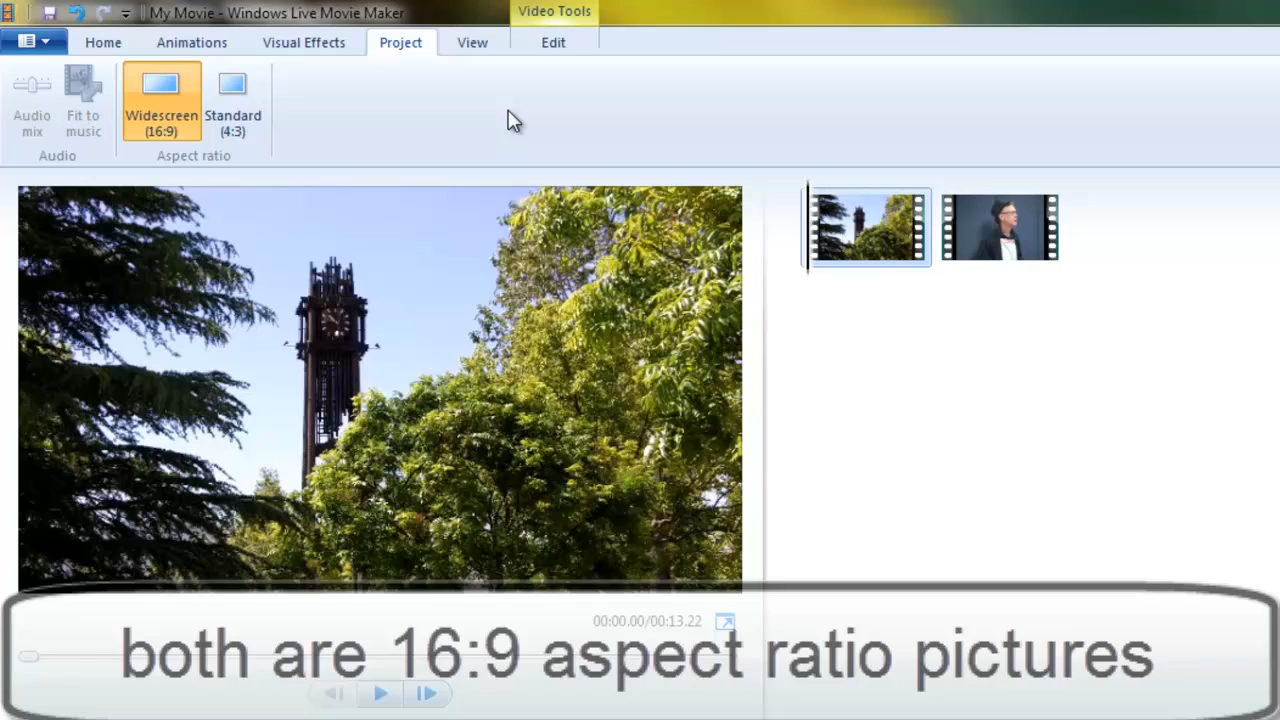 My Movie - Windows Live Movie Maker
Video Tools
Home
Animations
Visual Effects
Project
View
Edit
Audio mix
Fit to music
Widescreen (16:9)
Standard (4:3)
Audio
Aspect ratio
00:00.00/00:13.22
both are 16:9 aspect ratio pictures